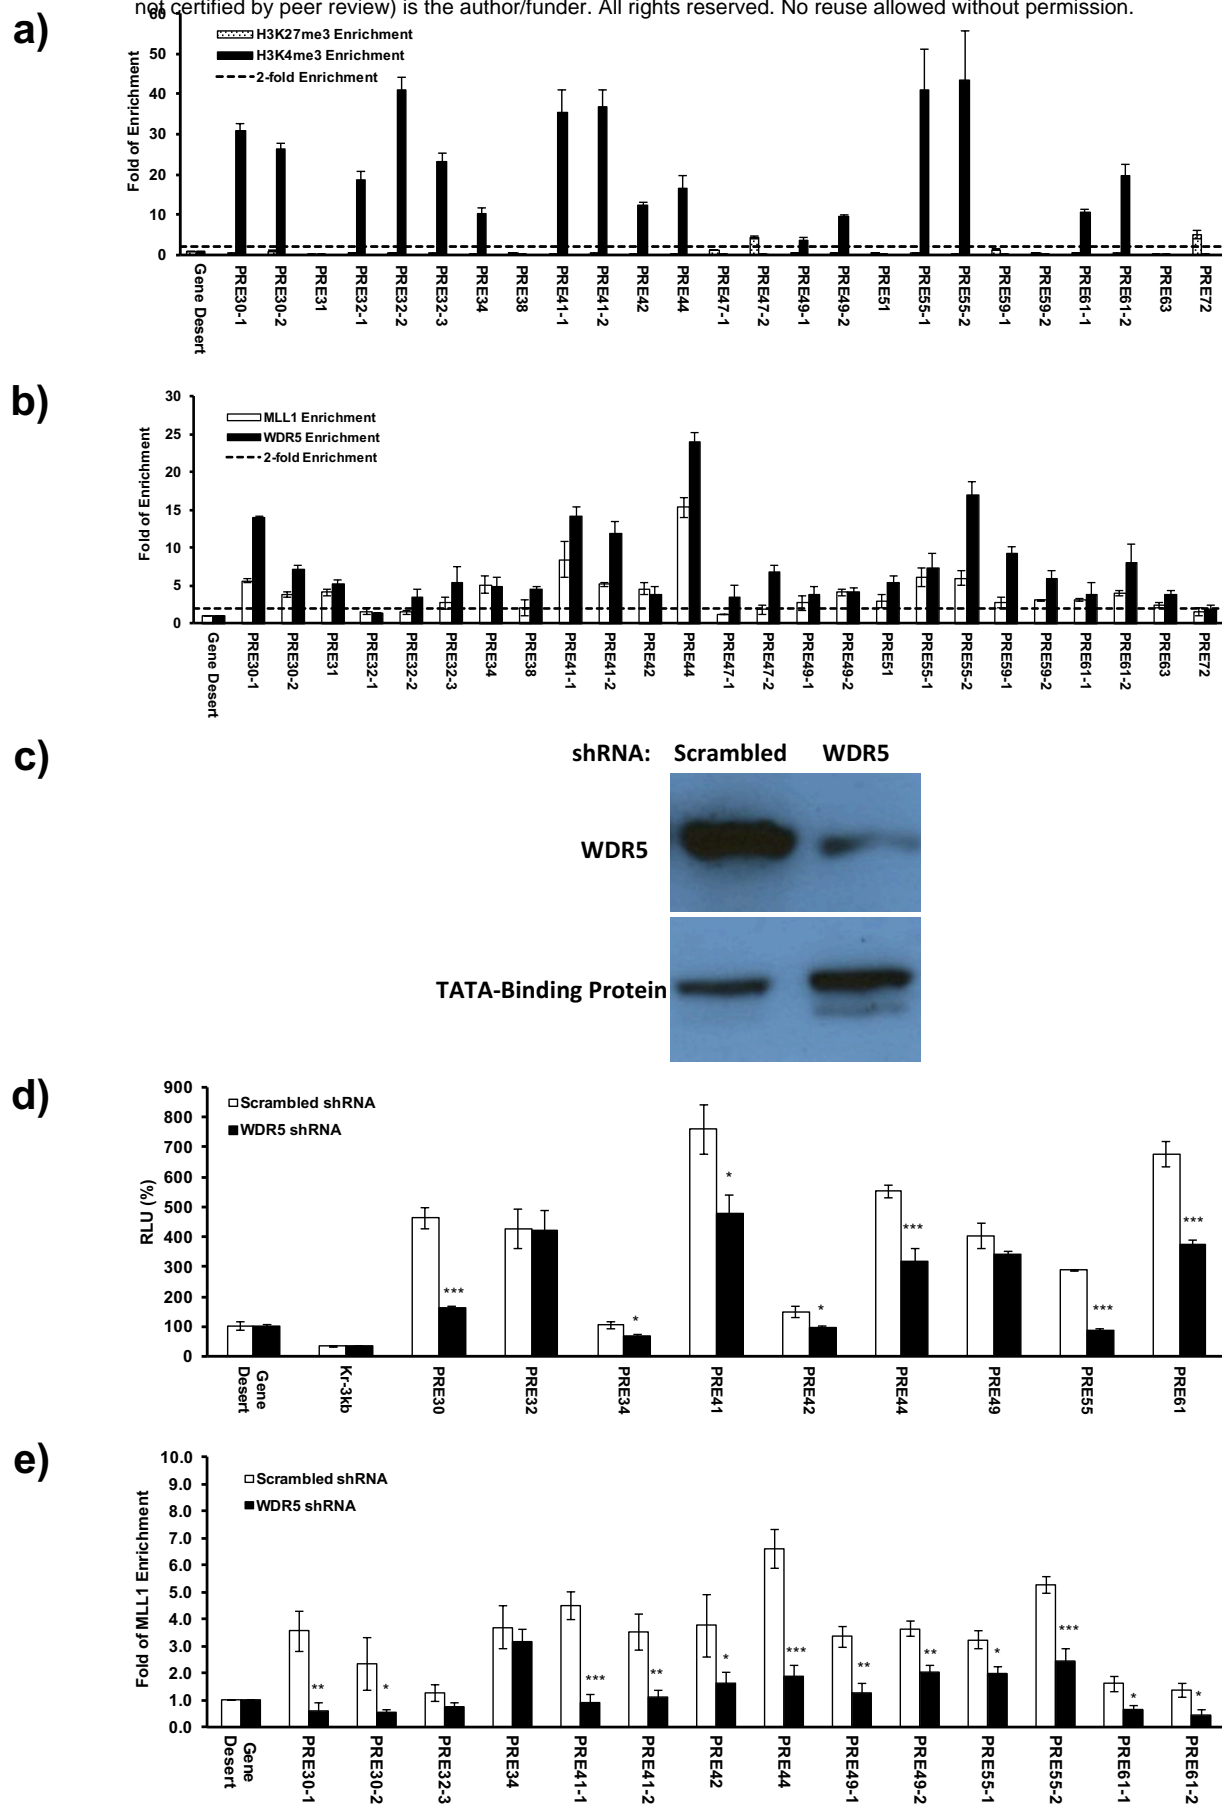 not certified by peer review) is the author/funder. All rights reserved. No reuse allowed without permission.
a)
Fold of Enrichment
60
50
40
30
20
10
0
H3K27me3 Enrichment
H3K4me3 Enrichment
2-fold Enrichment
Gene Desert
PRE30-1
PRE30-2
PRE31
PRE32-1
PRE32-2
PRE32-3
PRE34
PRE38
PRE41-1
PRE41-2
PRE42
PRE44
PRE47-1
PRE47-2
PRE49-1
PRE49-2
PRE51
PRE55-1
PRE55-2
PRE59-1
PRE59-2
PRE61-1
PRE61-2
PRE63
PRE72
b)
Fold of Enrichment
30
25
20
15
10
5
0
MLL1 Enrichment
WDR5 Enrichment
2-fold Enrichment
Gene Desert
PRE30-1
PRE30-2
PRE31
PRE32-1
PRE32-2
PRE32-3
PRE34
PRE38
PRE41-1
PRE41-2
PRE42
PRE44
PRE47-1
PRE47-2
PRE49-1
PRE49-2
PRE51
PRE55-1
PRE55-2
PRE59-1
PRE59-2
PRE61-1
PRE61-2
PRE63
PRE72
c)
shRNA: Scrambled WDR5
WDR5
TATA-Binding Protein
d)
RLU (%)
900
800
700
600
500
400
300
200
100
0
Scrambled shRNA
WDR5 shRNA
***
*
*
*
***
***
***
Gene
Desert
Kr-3kb
PRE30
PRE32
PRE34
PRE41
PRE42
PRE44
PRE49
PRE55
PRE61
e)
Fold of MLL1 Enrichment
10.0
9.0
8.0
7.0
6.0
5.0
4.0
3.0
2.0
1.0
0.0
Scrambled shRNA
WDR5 shRNA
**
*
***
**
*
***
**
**
*
***
*
*
Gene
Desert
PRE30-1
PRE30-2
PRE32-3
PRE34
PRE41-1
PRE41-2
PRE42
PRE44
PRE49-1
PRE49-2
PRE55-1
PRE55-2
PRE61-1
PRE61-2